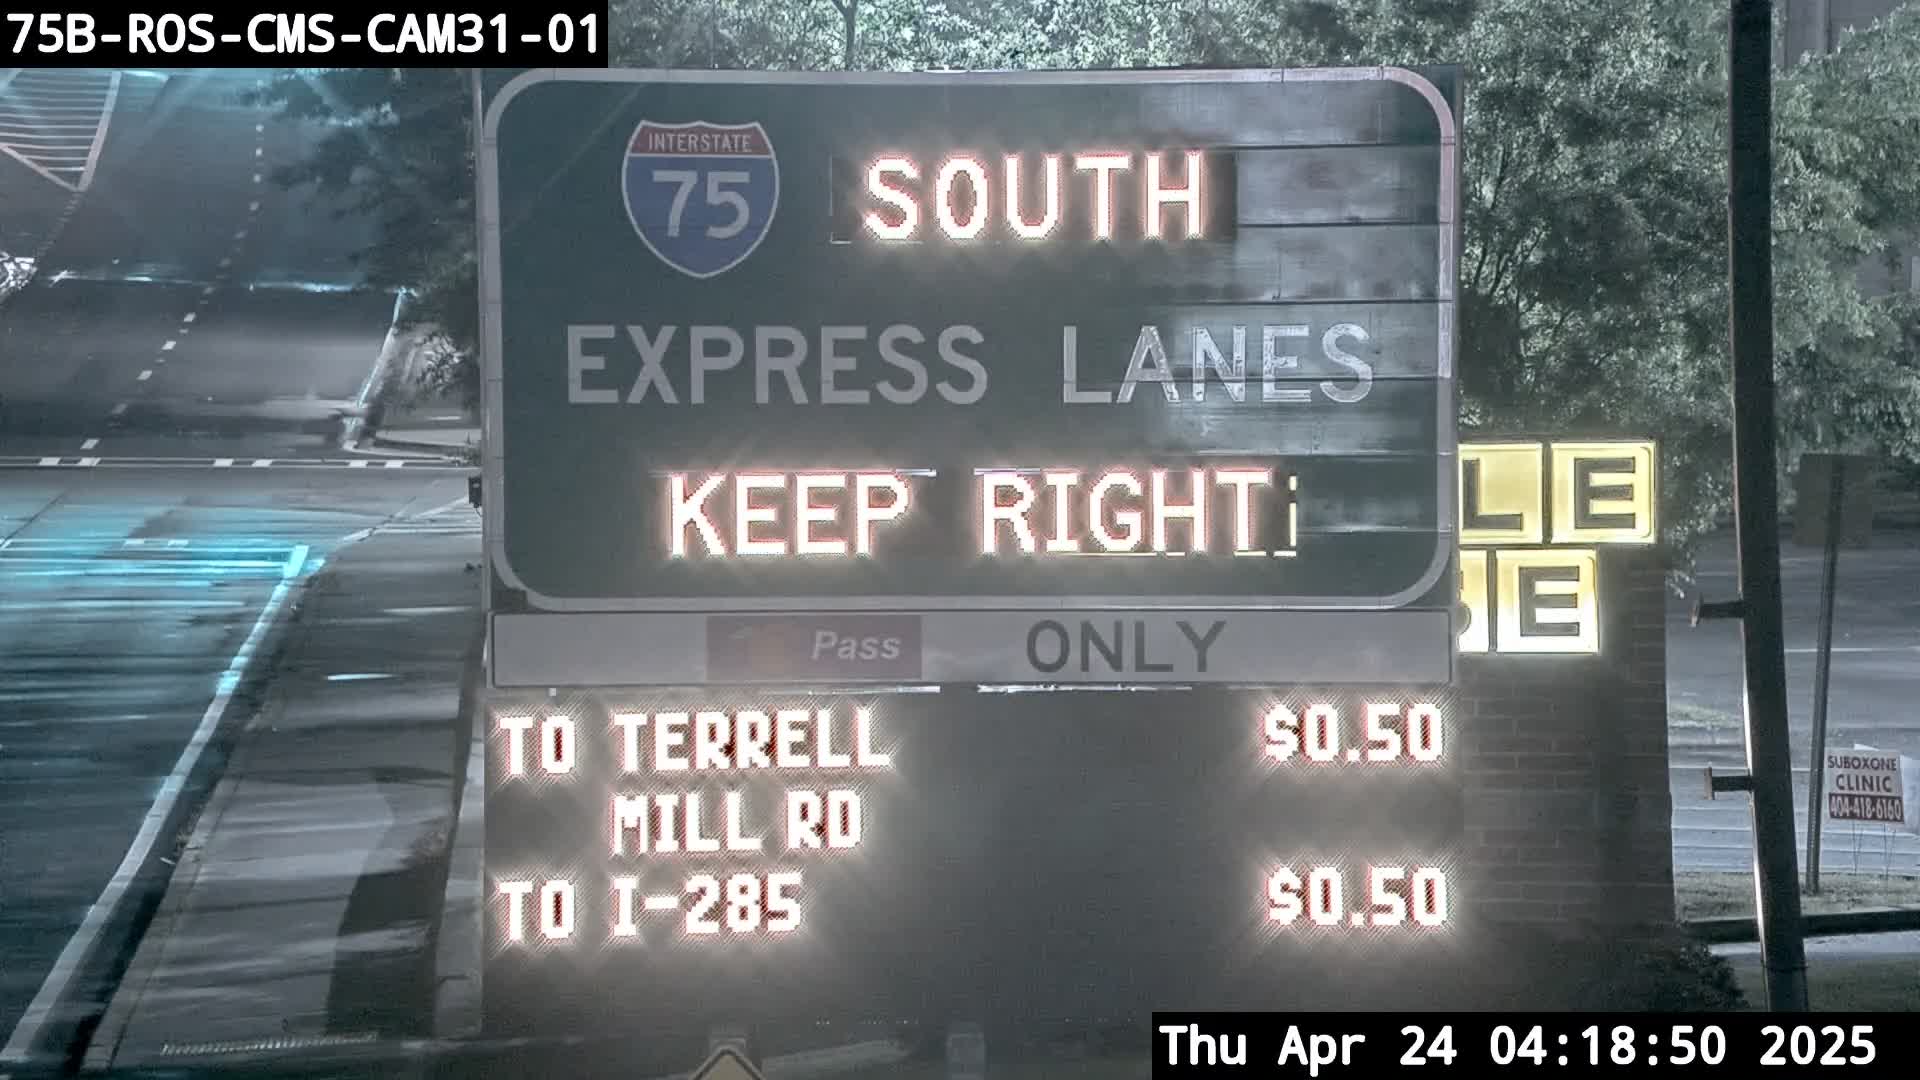 75B-ROS-CMS-CAM31-01
INTERSTATE
75
SOUTH
EXPRESS LANES
KEEP RIGHT
Pass ONLY
TO TERRELL $0.50
MILL RD
TO I-285 $0.50
LE
E
SUBOXONE
CLINIC
404-418-6160
Thu Apr 24 04:18:50 2025